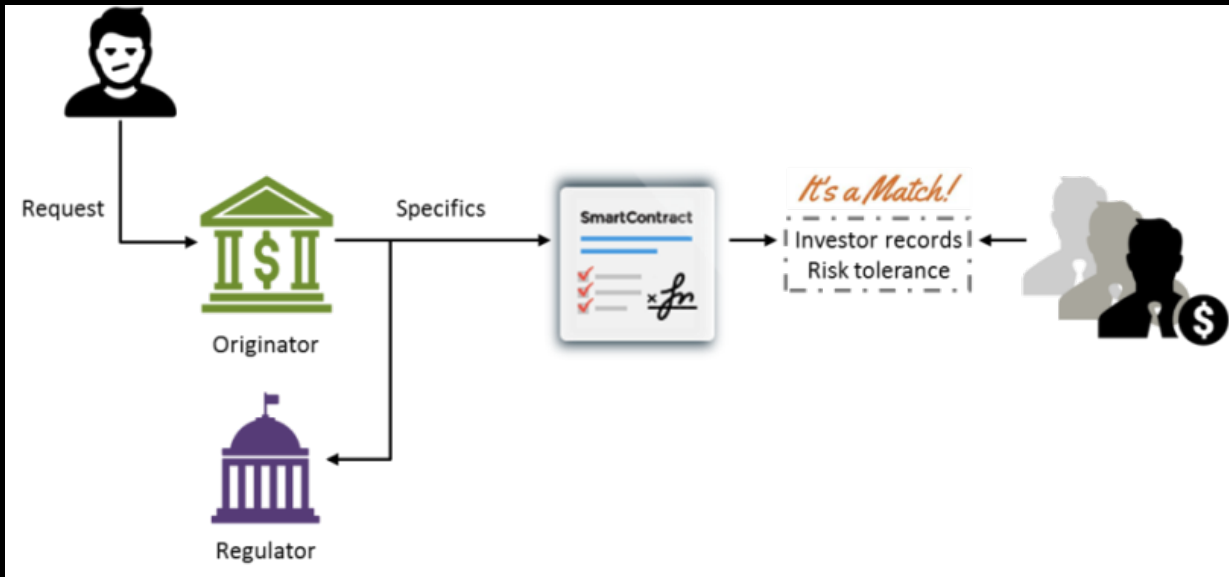 Request
Specifics
Originator
Regulator
SmartContract
It's a Match!
Investor records
Risk tolerance
$
$